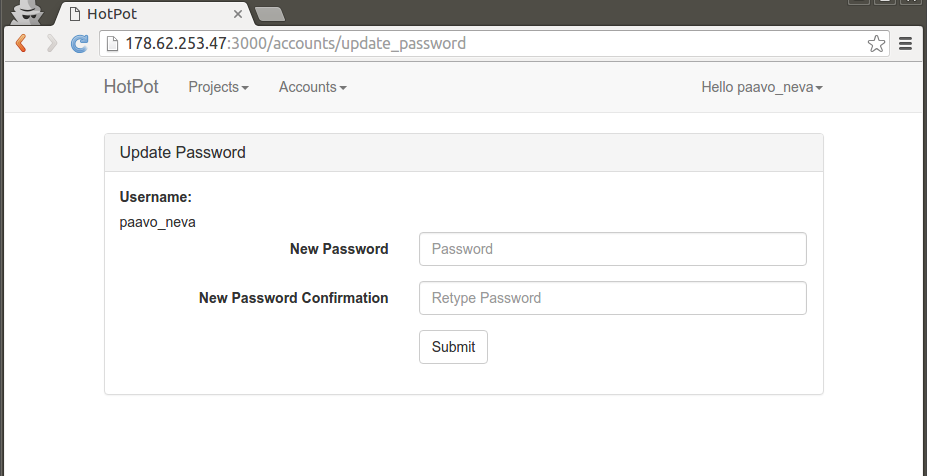 HotPot
178.62.253.47:3000/accounts/update_password
HotPot Projects Accounts Hello paavo_neva
Update Password
Username:
paavo_neva
New Password Password
New Password Confirmation Retype Password
Submit